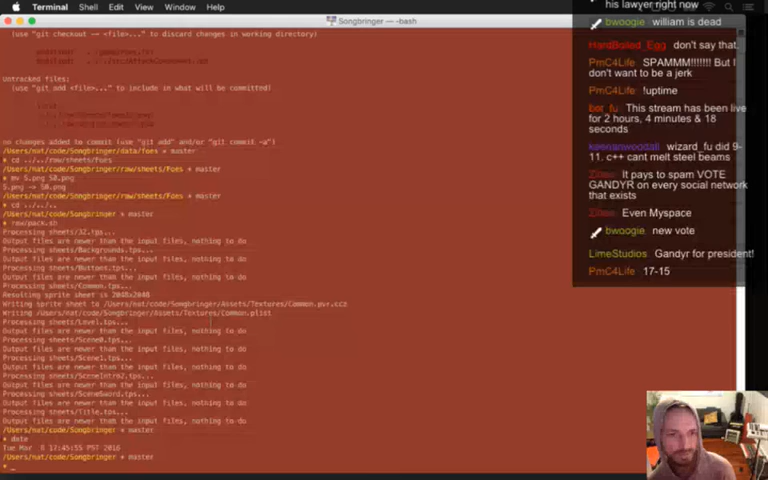 Terminal Shell Edit View Window Help
Songbringer — -bash
(use "git checkout -- <file>..." to discard changes in working directory)
Untracked files:
(use "git add <file>..." to include in what will be committed)
no changes added to commit (use "git add" and/or "git commit -a")
/Users/nat/code/Songbringer/data/foes master
cd ../../raw/sheets/Foes
/Users/nat/code/Songbringer/raw/sheets/Foes master
mv S.png S0.png
S.png -> S0.png
/Users/nat/code/Songbringer/raw/sheets/Foes master
cd ../../..
/Users/nat/code/Songbringer master
raw/pack.sh
Processing sheets/32.tps...
Output files are newer than the input files, nothing to do
Processing sheets/Backgrounds.tps...
Output files are newer than the input files, nothing to do
Processing sheets/Buttons.tps...
Output files are newer than the input files, nothing to do
Processing sheets/Common.tps...
Resulting sprite sheet is 2048x2048
Writing sprite sheet to /Users/nat/code/Songbringer/Assets/Textures/Common.pvr.ccz
Writing /Users/nat/code/Songbringer/Assets/Textures/Common.plist
Processing sheets/Level.tps...
Output files are newer than the input files, nothing to do
Processing sheets/Scene0.tps...
Output files are newer than the input files, nothing to do
Processing sheets/Scene1.tps...
Output files are newer than the input files, nothing to do
Processing sheets/SceneIntro2.tps...
Output files are newer than the input files, nothing to do
Processing sheets/SceneSword.tps...
Output files are newer than the input files, nothing to do
Processing sheets/Title.tps...
Output files are newer than the input files, nothing to do
/Users/nat/code/Songbringer master
date
Tue Mar 8 17:45:55 PST 2016
/Users/nat/code/Songbringer master
his lawyer right now
bwoogie william is dead
HardBoiled_Egg don't say that.
PmC4Life SPAMMM!!!!!!! But I
don't want to be a jerk
PmC4Life !uptime
bot_fu This stream has been live
for 2 hours, 4 minutes & 18
seconds
keenanwoodall wizard_fu did 9-
11. c++ cant melt steel beams
It pays to spam VOTE
GANDYR on every social network
that exists
Even Myspace
bwoogie new vote
LimeStudios Gandyr for president!
PmC4Life 17-15